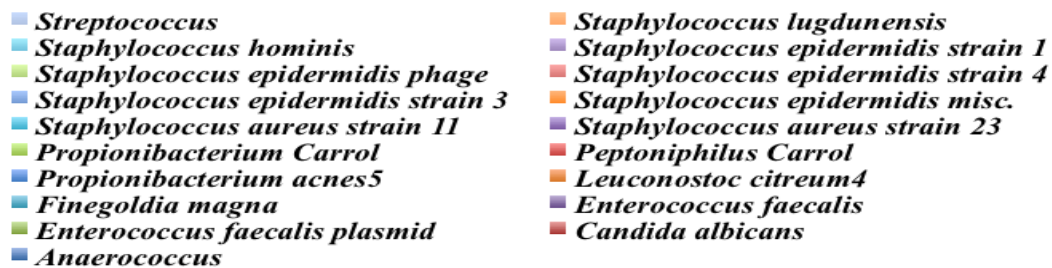 Streptococcus
Staphylococcus hominis
Staphylococcus epidermidis phage
Staphylococcus epidermidis strain 3
Staphylococcus aureus strain 11
Propionibacterium Carrol
Propionibacterium acnes5
Finegoldia magna
Enterococcus faecalis plasmid
Anaerococcus
Staphylococcus lugdunensis
Staphylococcus epidermidis strain 1
Staphylococcus epidermidis strain 4
Staphylococcus epidermidis misc.
Staphylococcus aureus strain 23
Peptoniphilus Carrol
Leuconostoc citreum4
Enterococcus faecalis
Candida albicans